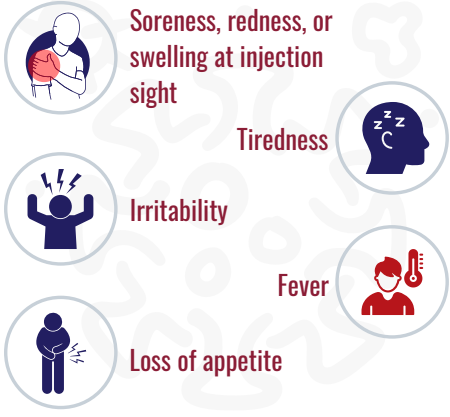 Soreness, redness, or
swelling at injection
sight
Tiredness
z z z z
Irritability
Fever
Loss of appetite